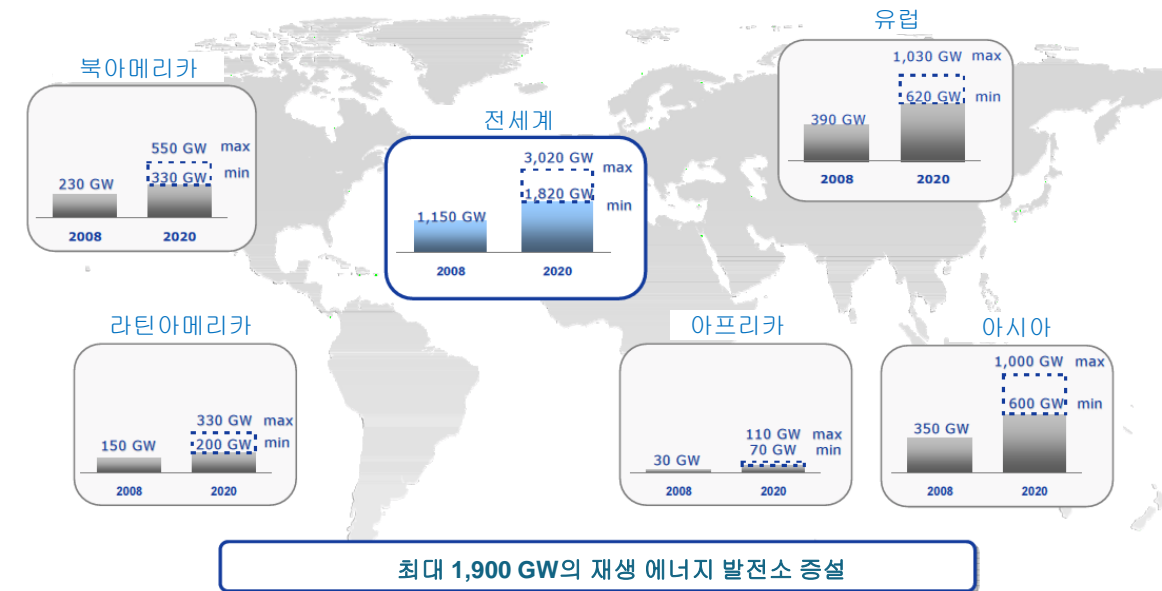 북아메리카
550 GW max
330 GW min
230 GW
2008 2020
전세계
3,020 GW
max
1,820 GW
min
1,150 GW
2008 2020
유럽
1,030 GW max
620 GW min
390 GW
2008 2020
라틴아메리카
330 GW max
200 GW min
150 GW
2008 2020
아프리카
110 GW max
70 GW min
30 GW
2008 2020
아시아
1,000 GW max
600 GW min
350 GW
2008 2020
최대 1,900 GW의 재생 에너지 발전소 증설